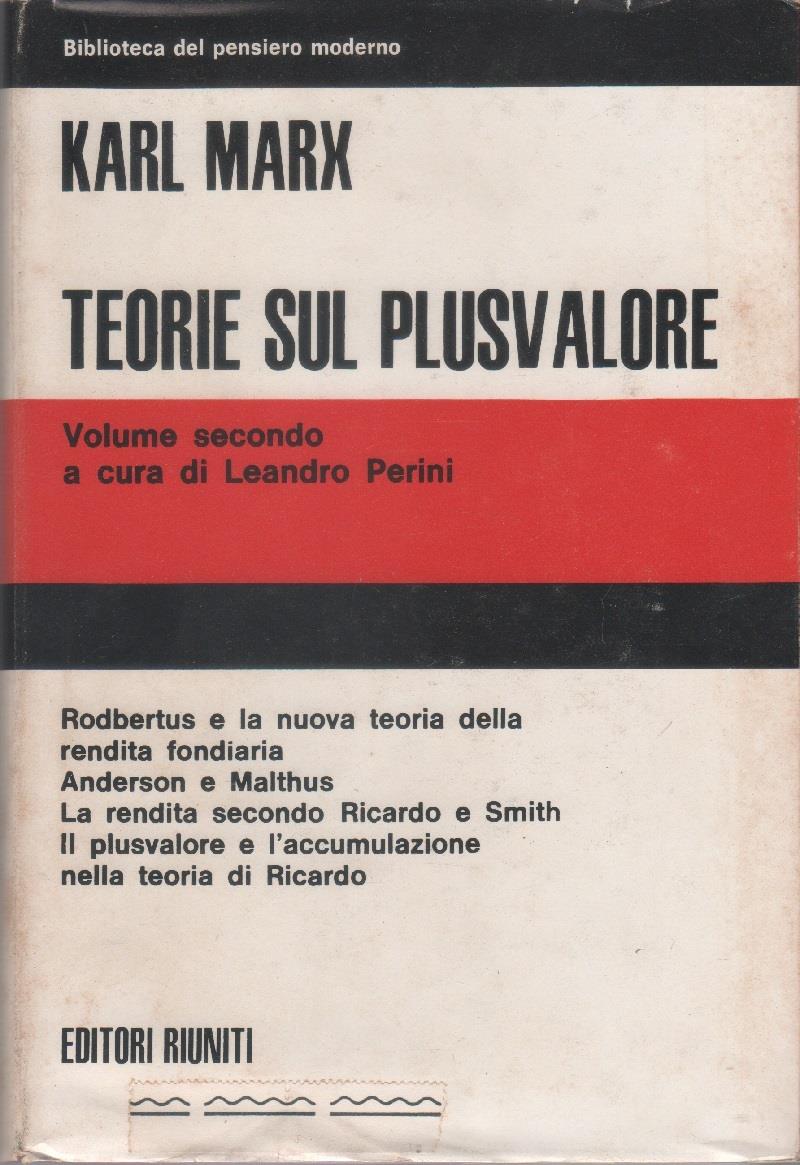 Biblioteca del pensiero moderno
KARL MARX
TEORIE SUL PLUSVALORE
Volume secondo
a cura di Leandro Perini
Rodbertus e la nuova teoria della
rendita fondiaria
Anderson e Malthus
La rendita secondo Ricardo e Smith
Il plusvalore e l'accumulazione
nella teoria di Ricardo
EDITORI RIUNITI